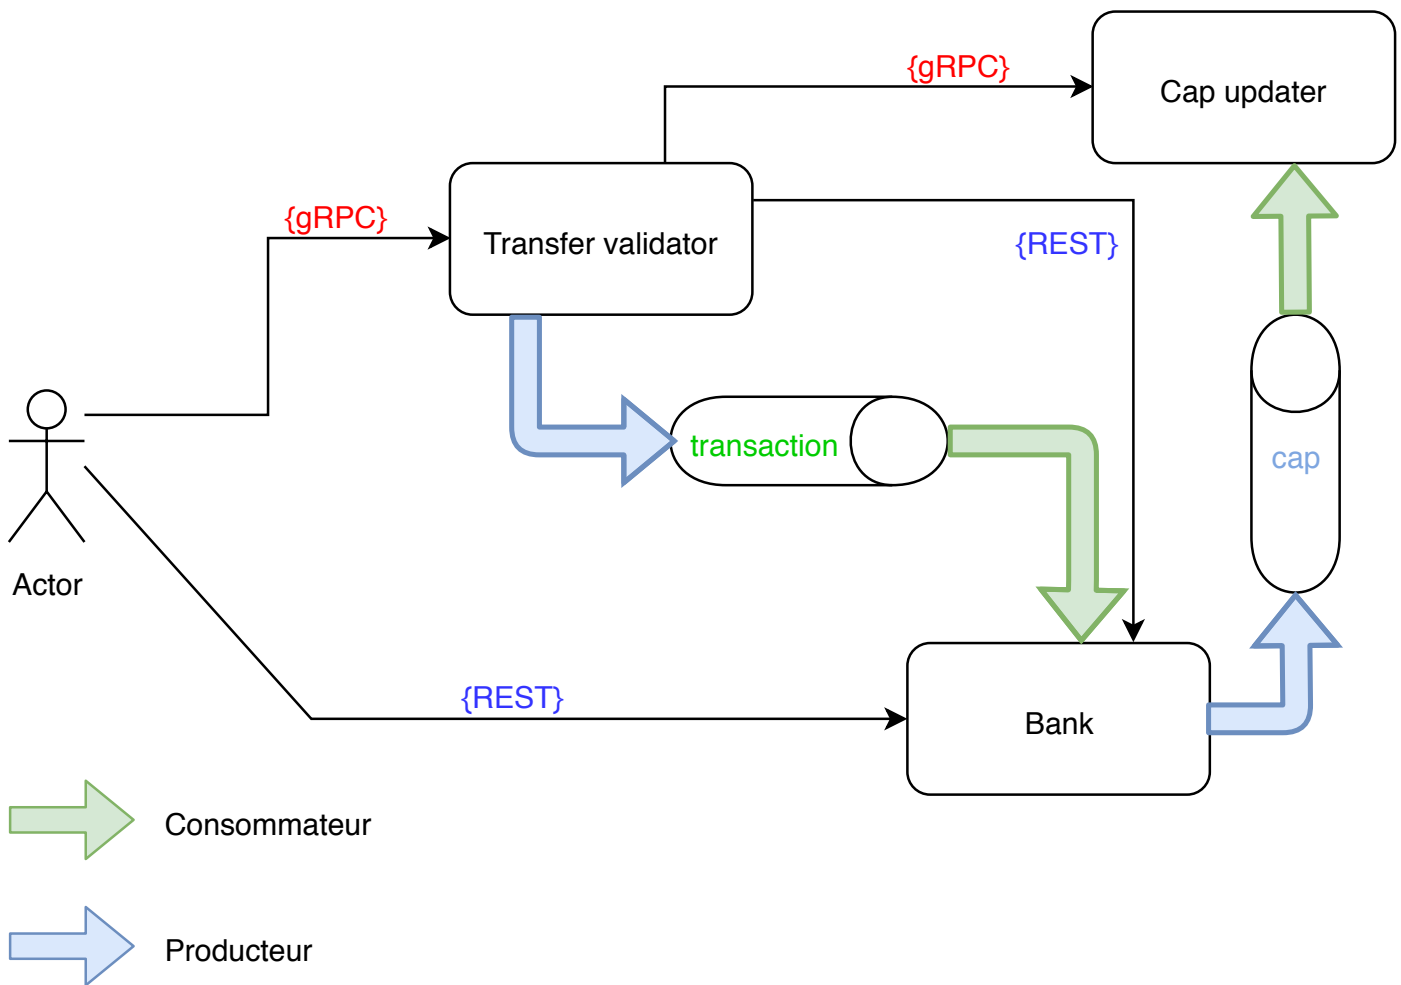 {gRPC}
Cap updater
{gRPC}
Transfer validator
{REST}
transaction
cap
Actor
{REST}
Bank
Consommateur
Producteur